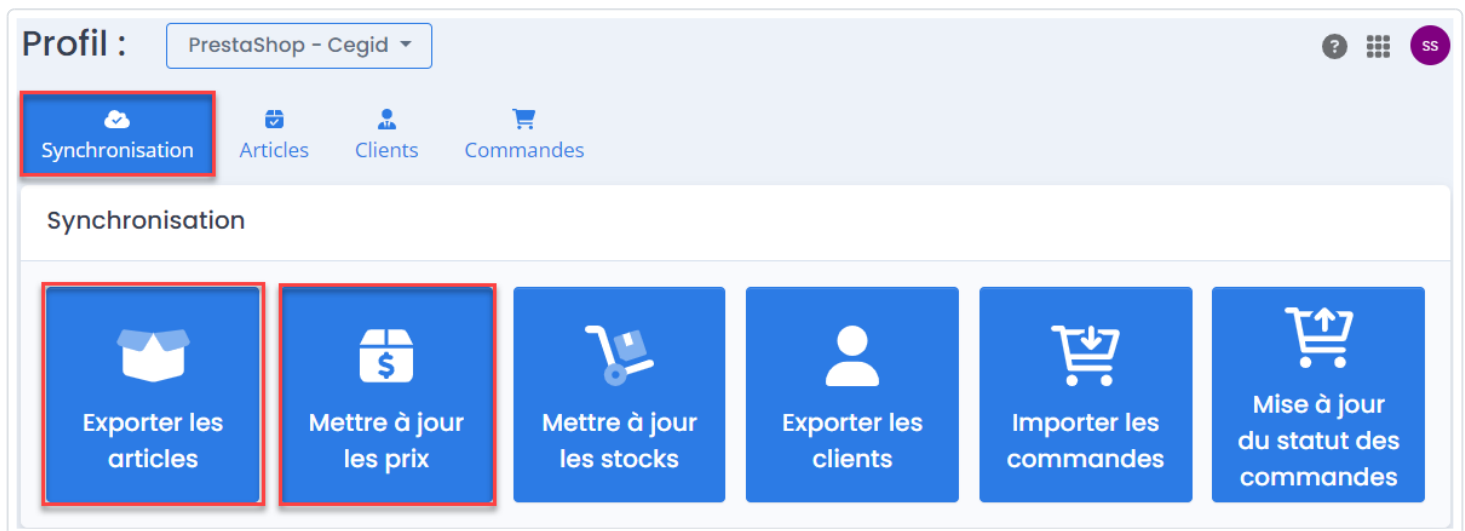 Profil :
PrestaShop - Cegid
?
SS
Synchronisation
Articles
Clients
Commandes
Synchronisation
$
Exporter les
articles
Mettre à jour
les prix
Mettre à jour
les stocks
Exporter les
clients
Importer les
commandes
Mise à jour
du statut des
commandes